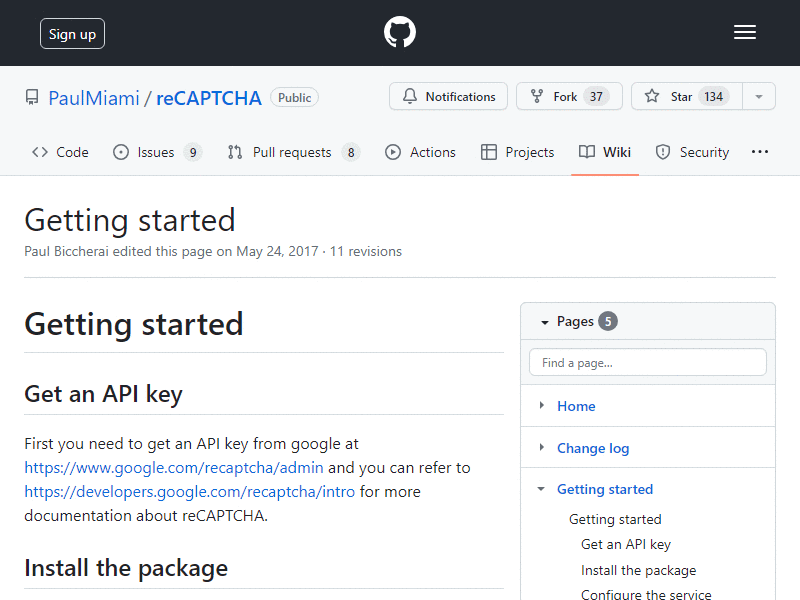 Sign up
PaulMiami / reCAPTCHA Public
Notifications
Fork 37
Star 134
Code
Issues 9
Pull requests 8
Actions
Projects
Wiki
Security
Getting started
Paul Biccherai edited this page on May 24, 2017 · 11 revisions
Getting started
Get an API key
First you need to get an API key from google at
https://www.google.com/recaptcha/admin and you can refer to
https://developers.google.com/recaptcha/intro for more
documentation about reCAPTCHA.
Install the package
Pages 5
Find a page...
Home
Change log
Getting started
Getting started
Get an API key
Install the package
Configure the service